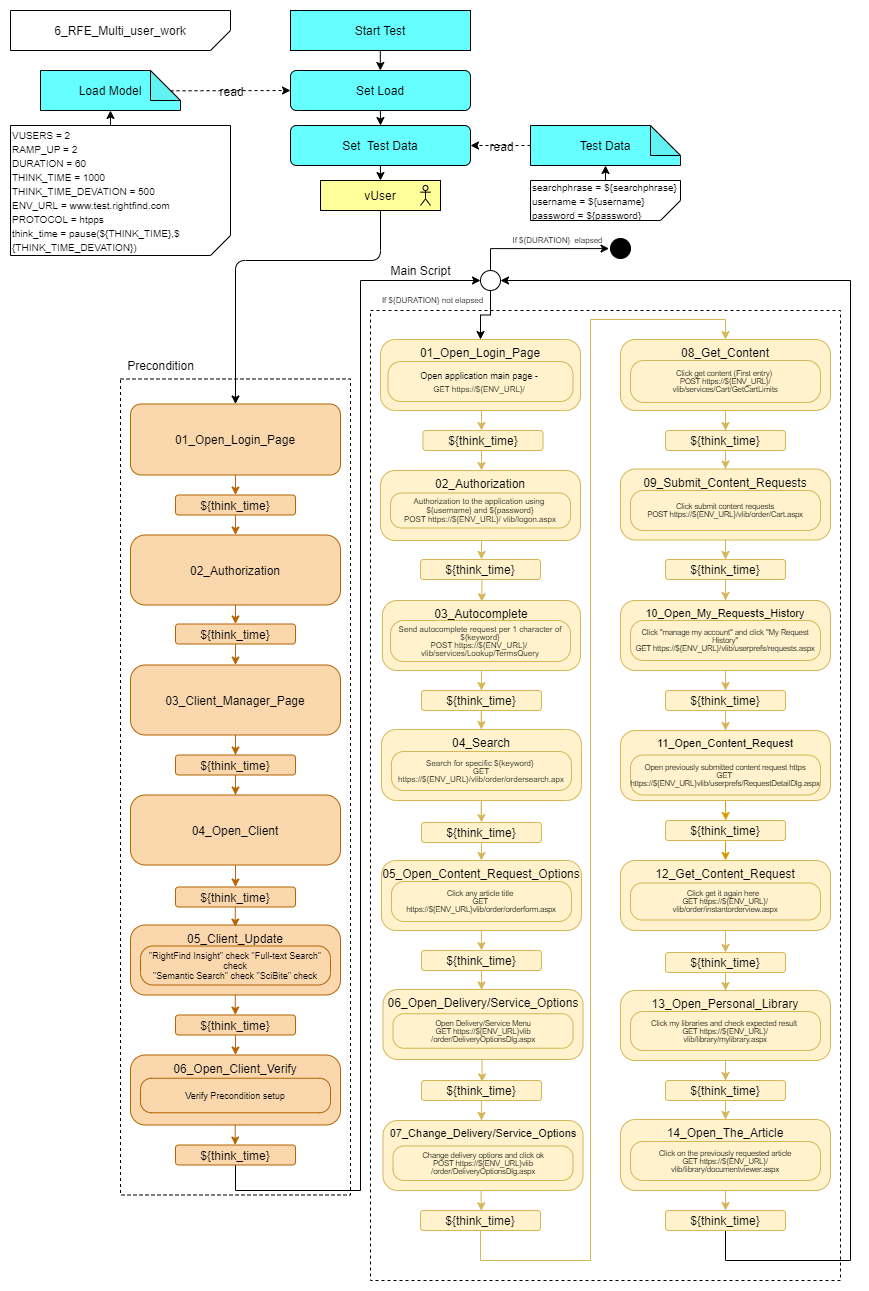 6_RFE_Multi_user_work
Start Test
Load Model
read
Set Load
VUSERS = 2
RAMP_UP = 2
DURATION = 60
THINK_TIME = 1000
THINK_TIME_DEVATION = 500
ENV_URL = www.test.rightfind.com
PROTOCOL = htpps
think_time = pause(${THINK_TIME},$
{THINK_TIME_DEVATION})
Set  Test Data
read
Test Data
searchphrase = ${searchphrase}
username = ${username}
password = ${password}
vUser
If ${DURATION}  elapsed
Main Script
If ${DURATION} not elapsed
Precondition
01_Open_Login_Page
${think_time}
02_Authorization
${think_time}
03_Client_Manager_Page
${think_time}
04_Open_Client
${think_time}
05_Client_Update
"RightFind Insight" check "Full-text Search"
check
"Semantic Search" check "SciBite" check
${think_time}
06_Open_Client_Verify
Verify Precondition setup
${think_time}
01_Open_Login_Page
Open application main page -
GET https://${ENV_URL}/
${think_time}
02_Authorization
Authorization to the application using
${username} and ${password}
POST https://${ENV_URL}/ vlib/logon.aspx
${think_time}
03_Autocomplete
Send autocomplete request per 1 character of
${keyword}
POST https://${ENV_URL}/
vlib/services/Lookup/TermsQuery
${think_time}
04_Search
Search for specific ${keyword}
GET
https://${ENV_URL}/vlib/order/ordersearch.apx
${think_time}
05_Open_Content_Request_Options
Click any article title
GET
https://${ENV_URL}vlib/order/orderform.aspx
${think_time}
06_Open_Delivery/Service_Options
Open Delivery/Service Menu
GET https://${ENV_URL}vlib
/order/DeliveryOptionsDlg.aspx
${think_time}
07_Change_Delivery/Service_Options
Change delivery options and click ok
POST https://${ENV_URL}vlib
/order/DeliveryOptionsDlg.aspx
${think_time}
08_Get_Content
Click get content (First entry)
POST https://${ENV_URL}/
vlib/services/Cart/GetCartLimits
${think_time}
09_Submit_Content_Requests
Click submit content requests
POST https://${ENV_URL}/vlib/order/Cart.aspx
${think_time}
10_Open_My_Requests_History
Click "manage my account" and click "My Request
History"
GET https://${ENV_URL}/vlib/userprefs/requests.aspx
${think_time}
11_Open_Content_Request
Open previously submitted content request https
GET
https://${ENV_URL}vlib/userprefs/RequestDetailDlg.aspx
${think_time}
12_Get_Content_Request
Click get it again here
GET https://${ENV_URL}/
vlib/order/instantorderview.aspx
${think_time}
13_Open_Personal_Library
Click my libraries and check expected result
GET https://${ENV_URL}/
vlib/library/mylibrary.aspx
${think_time}
14_Open_The_Article
Click on the previously requested article
GET https://${ENV_URL}/
vlib/library/documentviewer.aspx
${think_time}